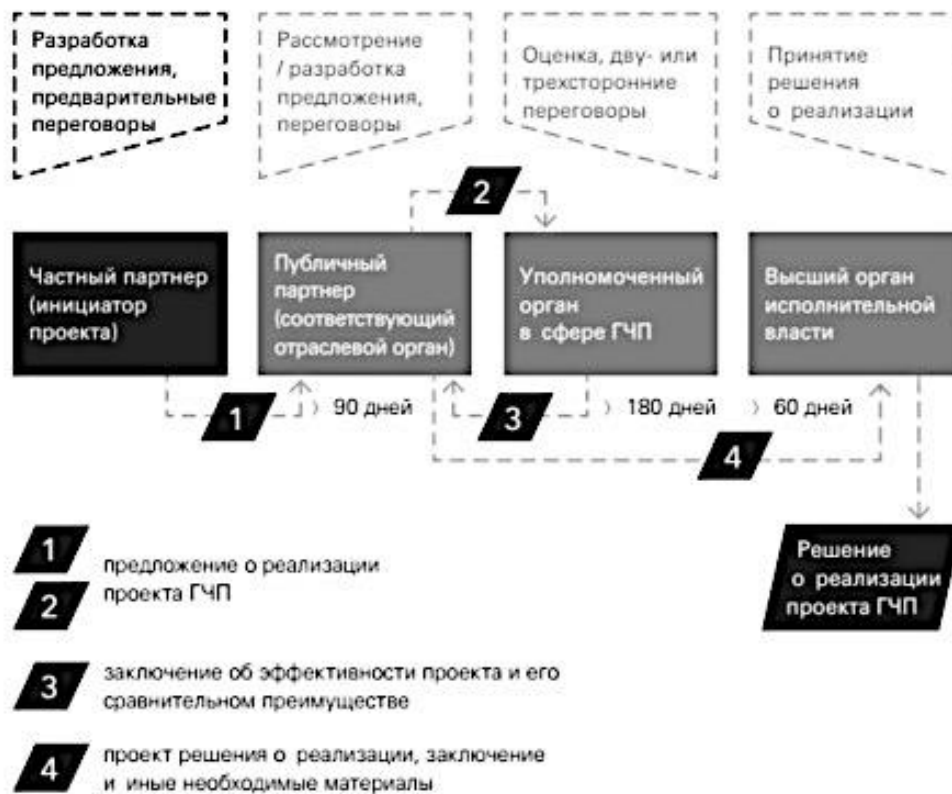 Разработка
предложения,
предварительные
переговоры
Рассмотрение
/ разработка
предложения,
переговоры
Оценка, дву- или
трехсторонние
переговоры
Принятие
решения
о реализации
2
Частный партнер
(инициатор
проекта)
Публичный
партнер
(соответствующий
отраслевой орган)
Уполномоченный
орган
в сфере ГЧП
Высший орган
исполнительной
власти
1
〉 90 дней
3
〉 180 дней
〉 60 дней
4
Решение
о реализации
проекта ГЧП
1
2
предложение о реализации
проекта ГЧП
3
заключение об эффективности проекта и его
сравнительном преимуществе
4
проект решения о реализации, заключение
и иные необходимые материалы